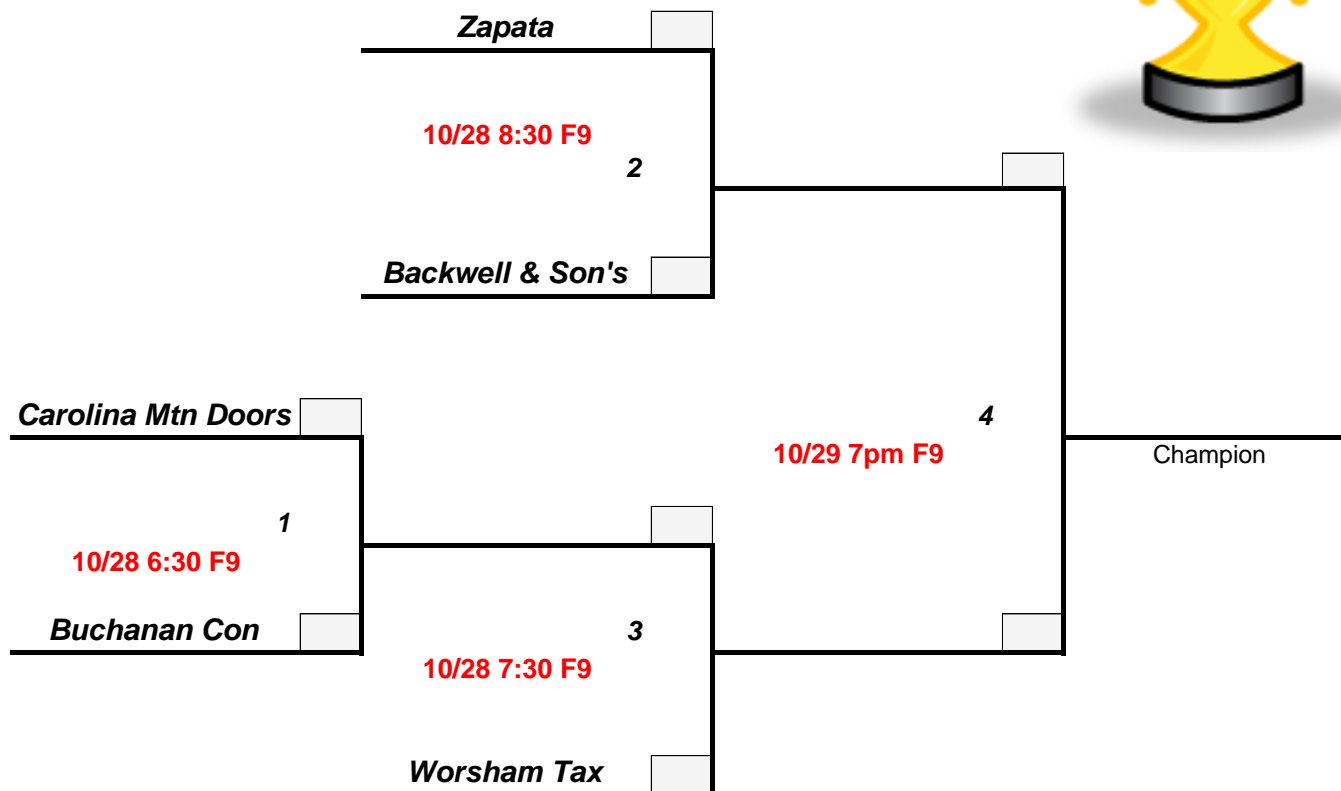 Zapata
10/28 8:30 F9
2
Backwell & Son's
Carolina Mtn Doors
4
10/29 7pm F9
Champion
1
10/28 6:30 F9
Buchanan Con
3
10/28 7:30 F9
Worsham Tax